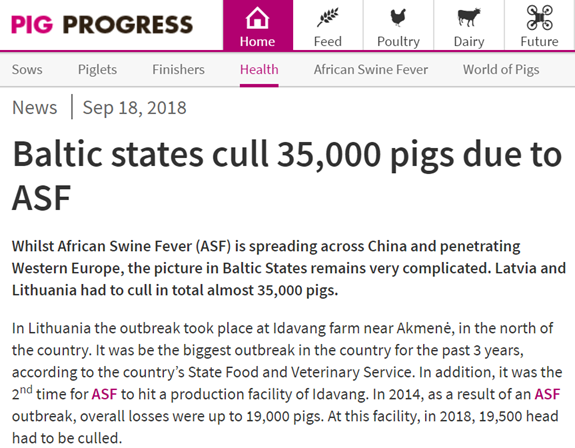 PIG PROGRESS
Home
Feed
Poultry
Dairy
Future
Sows
Piglets
Finishers
Health
African Swine Fever
World of Pigs
News | Sep 18, 2018
Baltic states cull 35,000 pigs due to
ASF
Whilst African Swine Fever (ASF) is spreading across China and penetrating
Western Europe, the picture in Baltic States remains very complicated. Latvia and
Lithuania had to cull in total almost 35,000 pigs.
In Lithuania the outbreak took place at Idavang farm near Akmenė, in the north of
the country. It was be the biggest outbreak in the country for the past 3 years,
according to the country's State Food and Veterinary Service. In addition, it was the
2nd time for ASF to hit a production facility of Idavang. In 2014, as a result of an ASF
outbreak, overall losses were up to 19,000 pigs. At this facility, in 2018, 19,500 head
had to be culled.